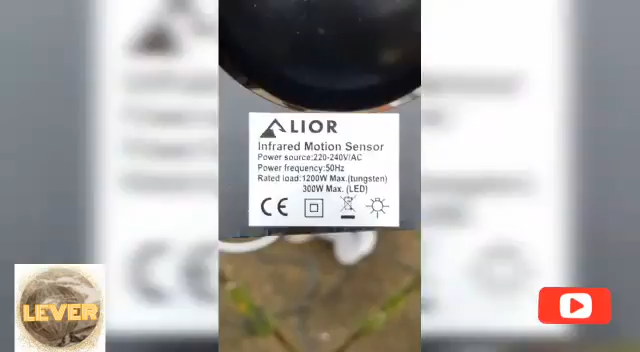 ALIOR
Infrared Motion Sensor
Power source:220-240V/AC
Power frequency:50Hz
Rated load:1200W Max.(tungsten)
300W Max. (LED)
CE
LEVER